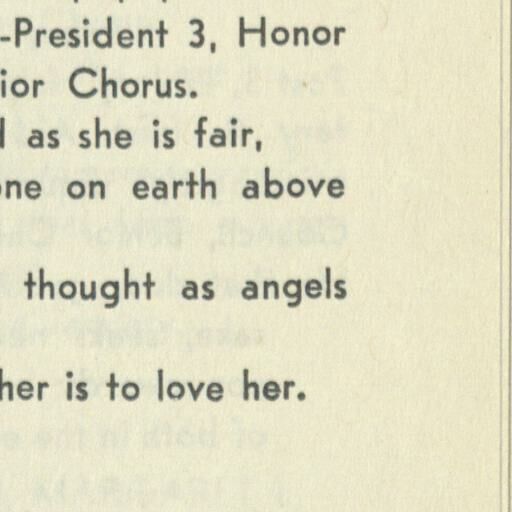 -President 3, Honor
ior Chorus.
as she is fair,
one on earth above
thought as angels
her is to love her.